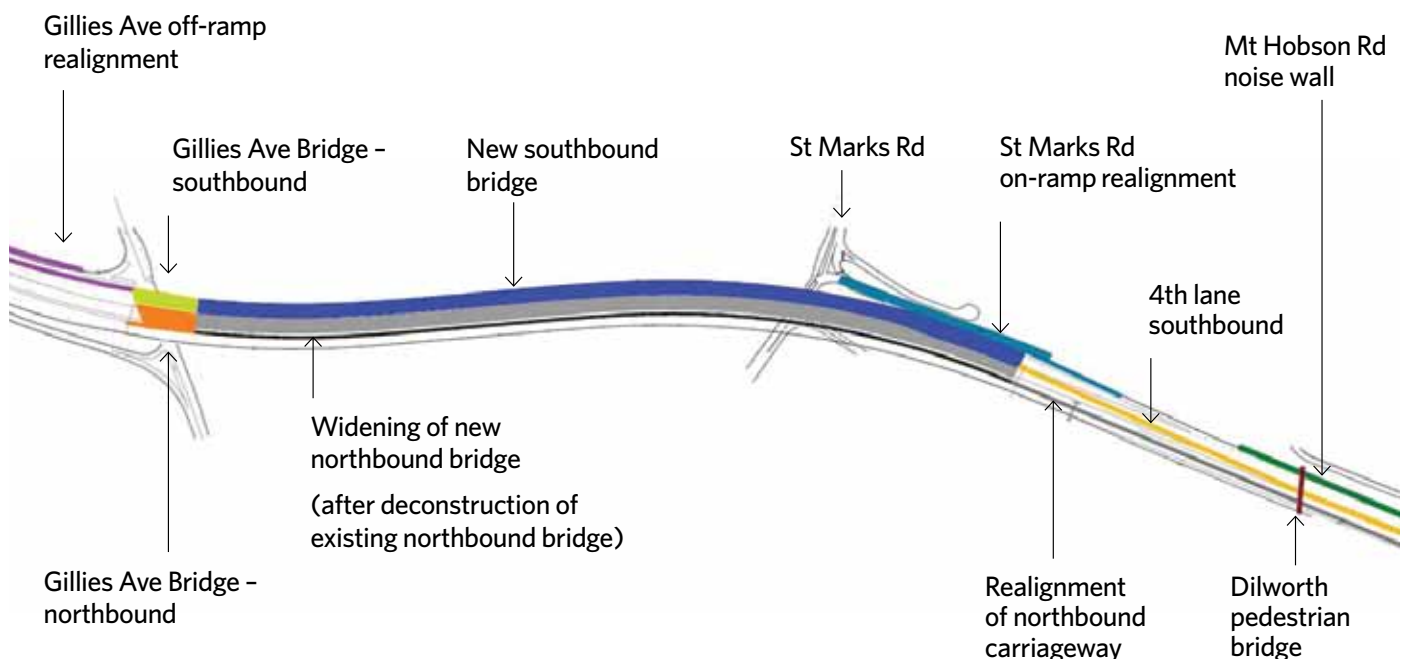 Gillies Ave off-ramp
realignment
Mt Hobson Rd
noise wall
Gillies Ave Bridge –
southbound
New southbound
bridge
St Marks Rd
St Marks Rd
on-ramp realignment
4th lane
southbound
Widening of new
northbound bridge
(after deconstruction of
existing northbound bridge)
Gillies Ave Bridge –
northbound
Realignment
of northbound
carriageway
Dilworth
pedestrian
bridge